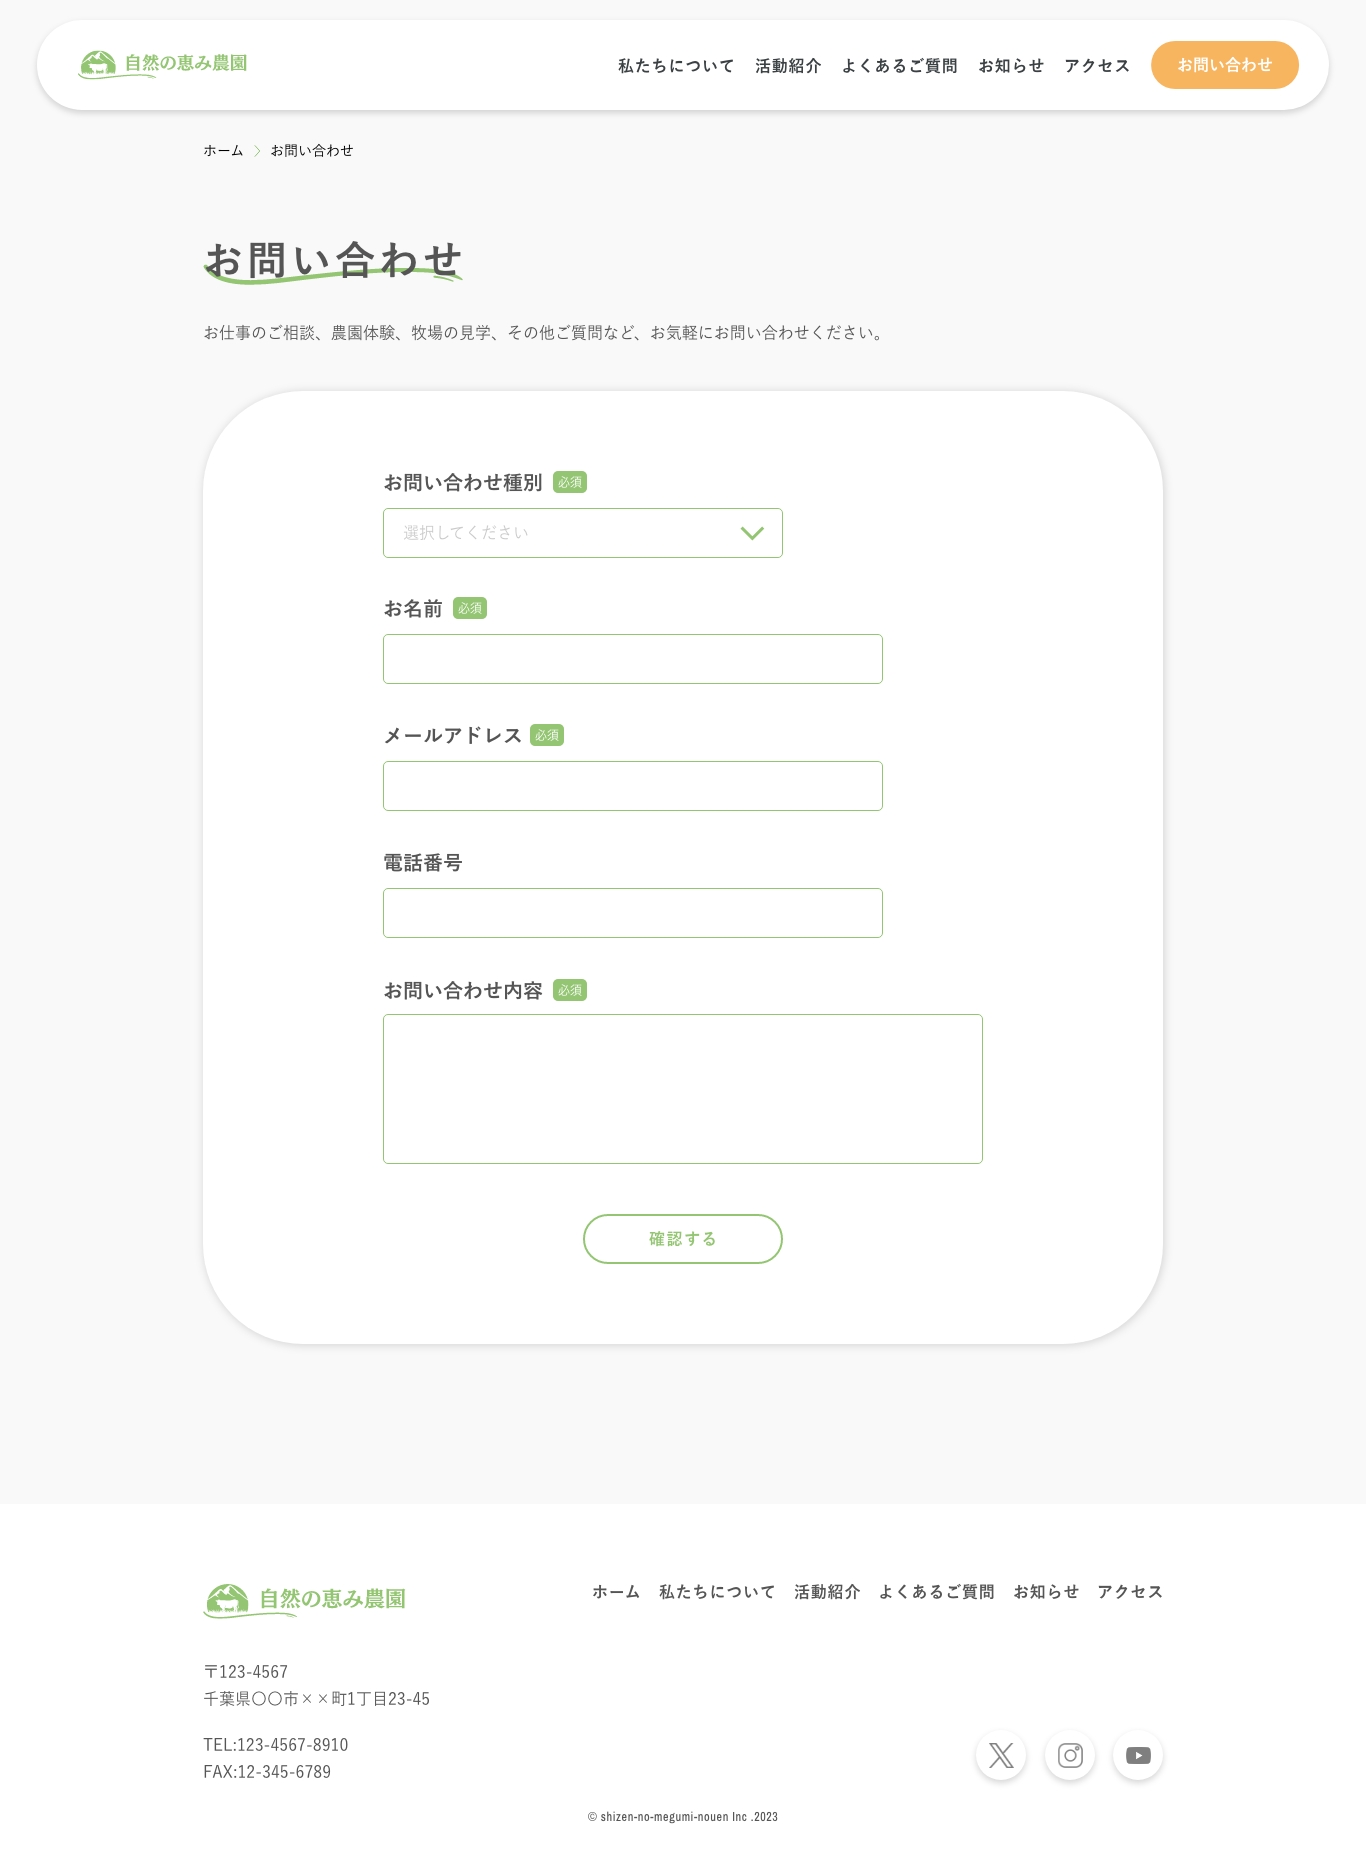 自然の恵み農園
私たちについて 活動紹介 よくあるご質問 お知らせ アクセス お問い合わせ
ホーム > お問い合わせ
お問い合わせ
お仕事のご相談、農園体験、牧場の見学、その他ご質問など、お気軽にお問い合わせください。
お問い合わせ種別 必須
選択してください
お名前 必須
メールアドレス 必須
電話番号
お問い合わせ内容 必須
確認する
自然の恵み農園
ホーム 私たちについて 活動紹介 よくあるご質問 お知らせ アクセス
〒123-4567
千葉県〇〇市××町1丁目23-45
TEL:123-4567-8910
FAX:12-345-6789
© shizen-no-megumi-nouen Inc .2023